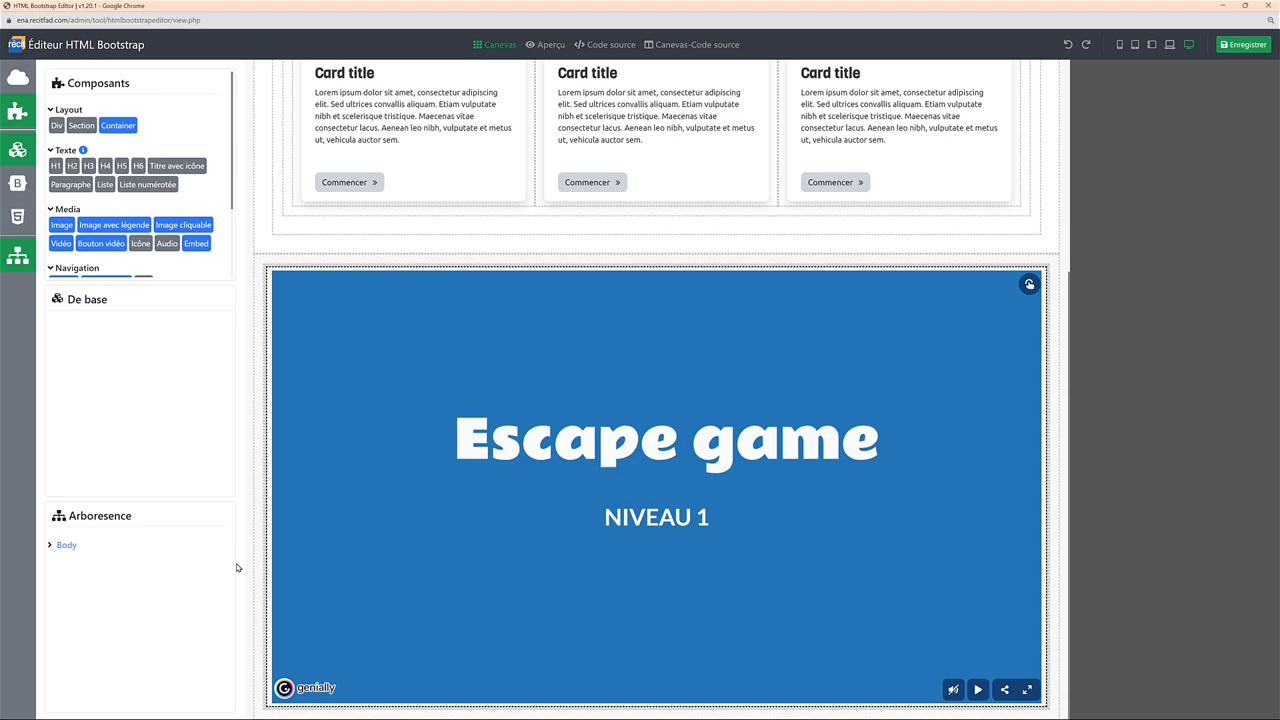 HTML Bootstrap Editor | v1.20.1 - Google Chrome
ena.recitfad.com/admin/tool/htmlbootstrapeditor/view.php
récit Éditeur HTML Bootstrap
Canevas Aperçu Code source Canevas-Code source
Enregistrer
Composants
Layout
Div Section Container
Texte
H1 H2 H3 H4 H5 H6 Titre avec icône
Paragraphe Liste Liste numérotée
Media
Image Image avec légende Image cliquable
Vidéo Bouton vidéo Icône Audio Embed
Navigation
De base
Arboresence
Body
Card title
Lorem ipsum dolor sit amet, consectetur adipiscing
elit. Sed ultrices convallis aliquam. Etiam vulputate
nibh et scelerisque tristique. Maecenas vitae
consectetur lacus. Aenean leo nibh, vulputate et metus
ut, vehicula auctor sem.
Commencer »
Card title
Lorem ipsum dolor sit amet, consectetur adipiscing
elit. Sed ultrices convallis aliquam. Etiam vulputate
nibh et scelerisque tristique. Maecenas vitae
consectetur lacus. Aenean leo nibh, vulputate et metus
ut, vehicula auctor sem.
Commencer »
Card title
Lorem ipsum dolor sit amet, consectetur adipiscing
elit. Sed ultrices convallis aliquam. Etiam vulputate
nibh et scelerisque tristique. Maecenas vitae
consectetur lacus. Aenean leo nibh, vulputate et metus
ut, vehicula auctor sem.
Commencer »
Escape game
NIVEAU 1
genially